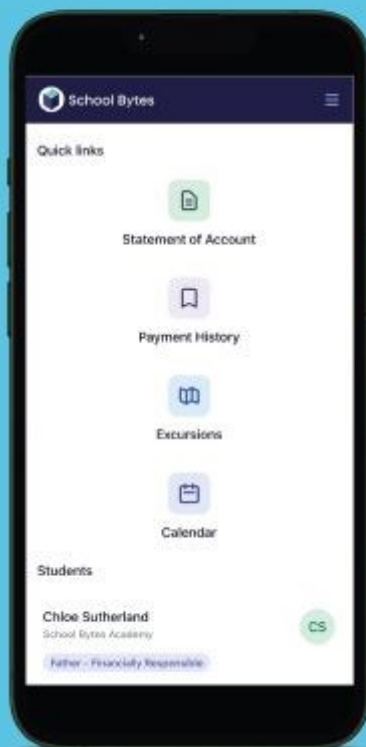 School Bytes
Quick links
Statement of Account
Payment History
Excursions
Calendar
Students
Chloe Sutherland
CS
School Bytes Academy
Father - Financially Responsible